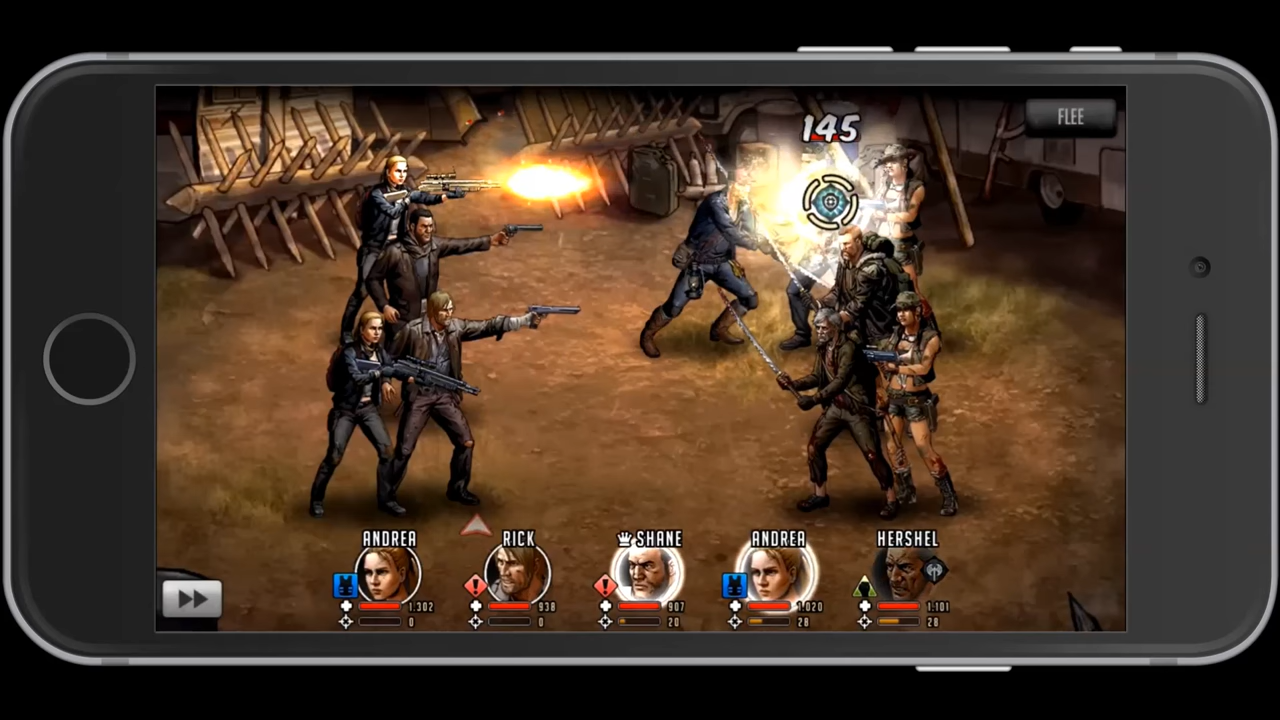 145
FLEE
ANDREA
RICK
SHANE
ANDREA
HERSHEL
1.302
938
907
1.020
1.101
0
0
20
28
28